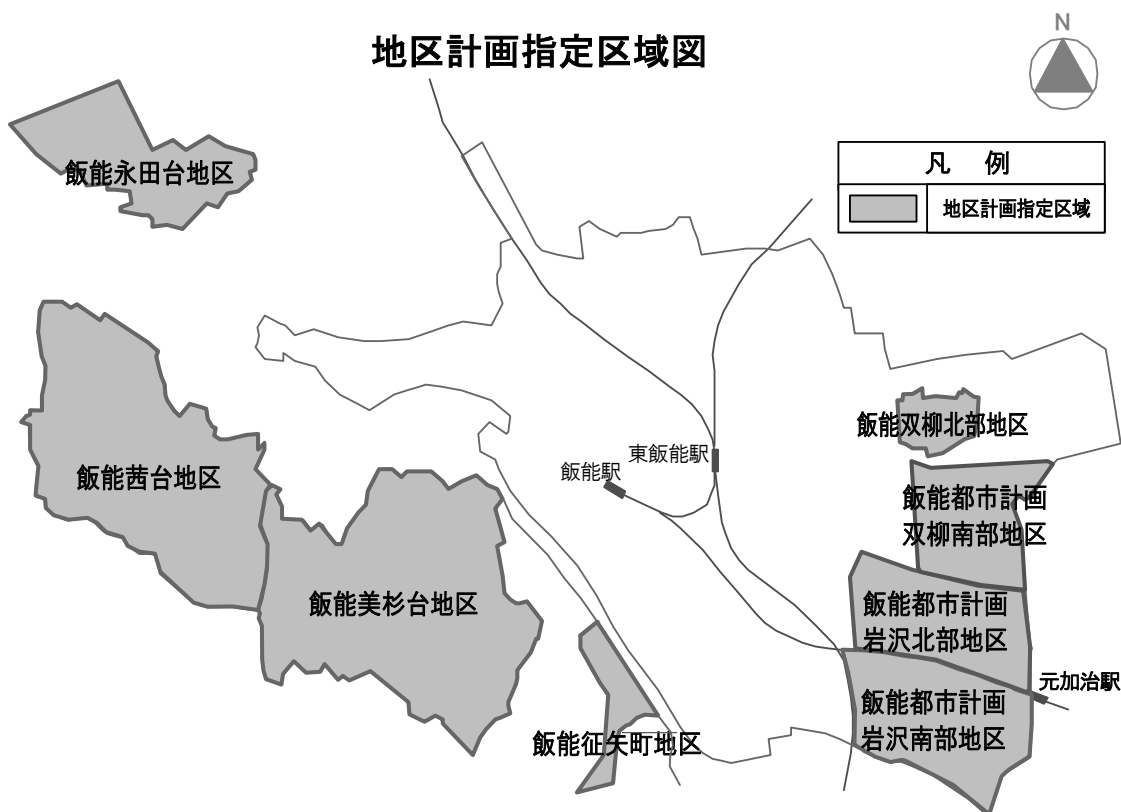 地区計画指定区域図
N
凡 例
地区計画指定区域
飯能永田台地区
飯能双柳北部地区
東飯能駅
飯能駅
飯能茜台地区
飯能都市計画
双柳南部地区
飯能美杉台地区
飯能都市計画
岩沢北部地区
元加治駅
飯能都市計画
岩沢南部地区
飯能征矢町地区